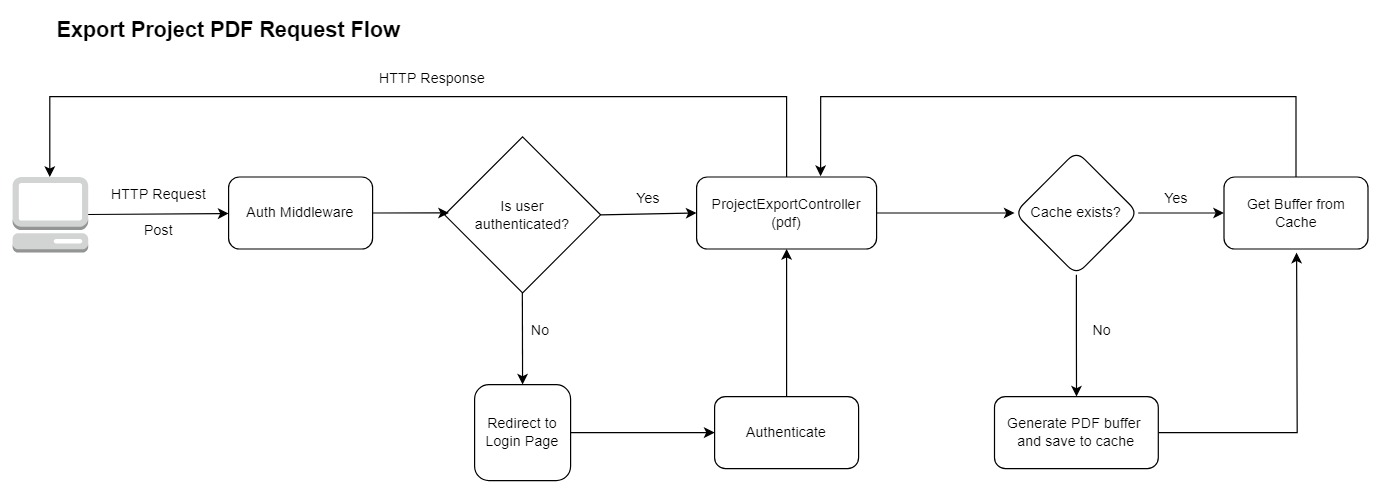 Export Project PDF Request Flow
HTTP Response
HTTP Request
Post
Auth Middleware
Is user
authenticated?
Yes
ProjectExportController
(pdf)
Cache exists?
Yes
Get Buffer from
Cache
No
No
Redirect to
Login Page
Authenticate
Generate PDF buffer
and save to cache